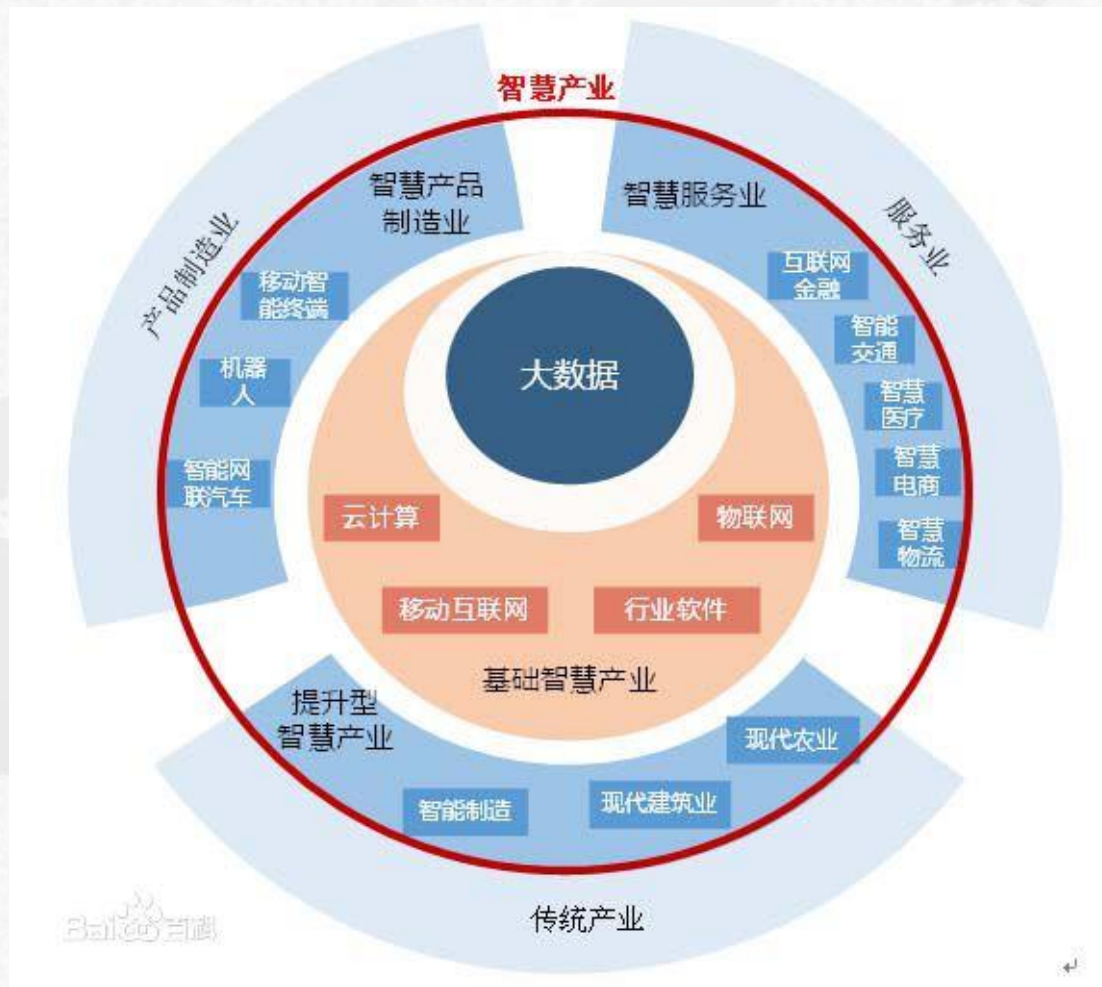 智慧产业
智慧产品
制造业
智慧服务业
产品制造业
服务业
移动智
能终端
互联网
金融
智能
交通
机器
人
大数据
智慧
医疗
智能网
联汽车
智慧
电商
云计算
物联网
智慧
物流
移动互联网
行业软件
基础智慧产业
提升型
智慧产业
现代农业
智能制造
现代建筑业
传统产业
Bai百科